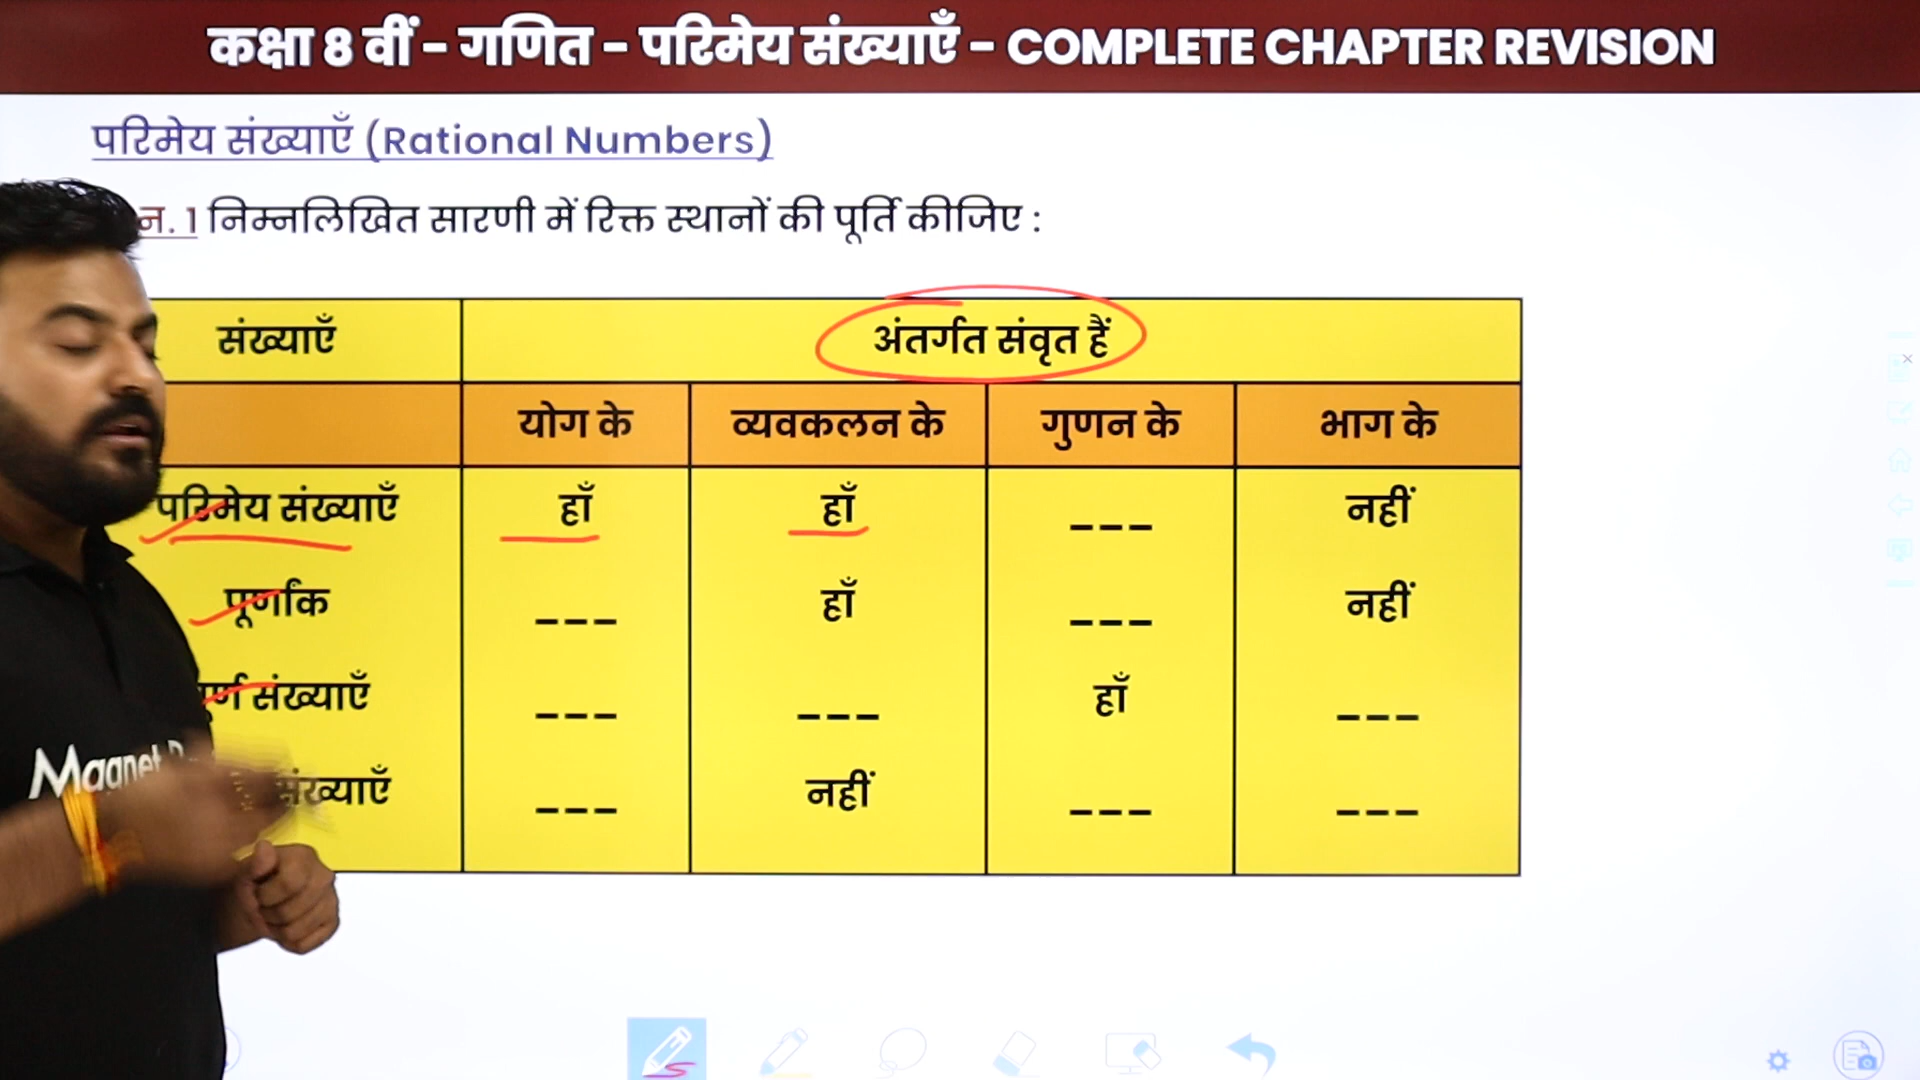 कक्षा 8 वीं – गणित – परिमेय संख्याएँ – COMPLETE CHAPTER REVISION
परिमेय संख्याएँ (Rational Numbers)
न. 1 निम्नलिखित सारणी में रिक्त स्थानों की पूर्ति कीजिए :
संख्याएँ अंतर्गत संवृत हैं
योग के व्यवकलन के गुणन के भाग के
परिमेय संख्याएँ हाँ हाँ --- नहीं
पूर्णांक --- हाँ --- नहीं
पूर्ण संख्याएँ --- --- हाँ ---
संख्याएँ --- नहीं --- ---
Magnet